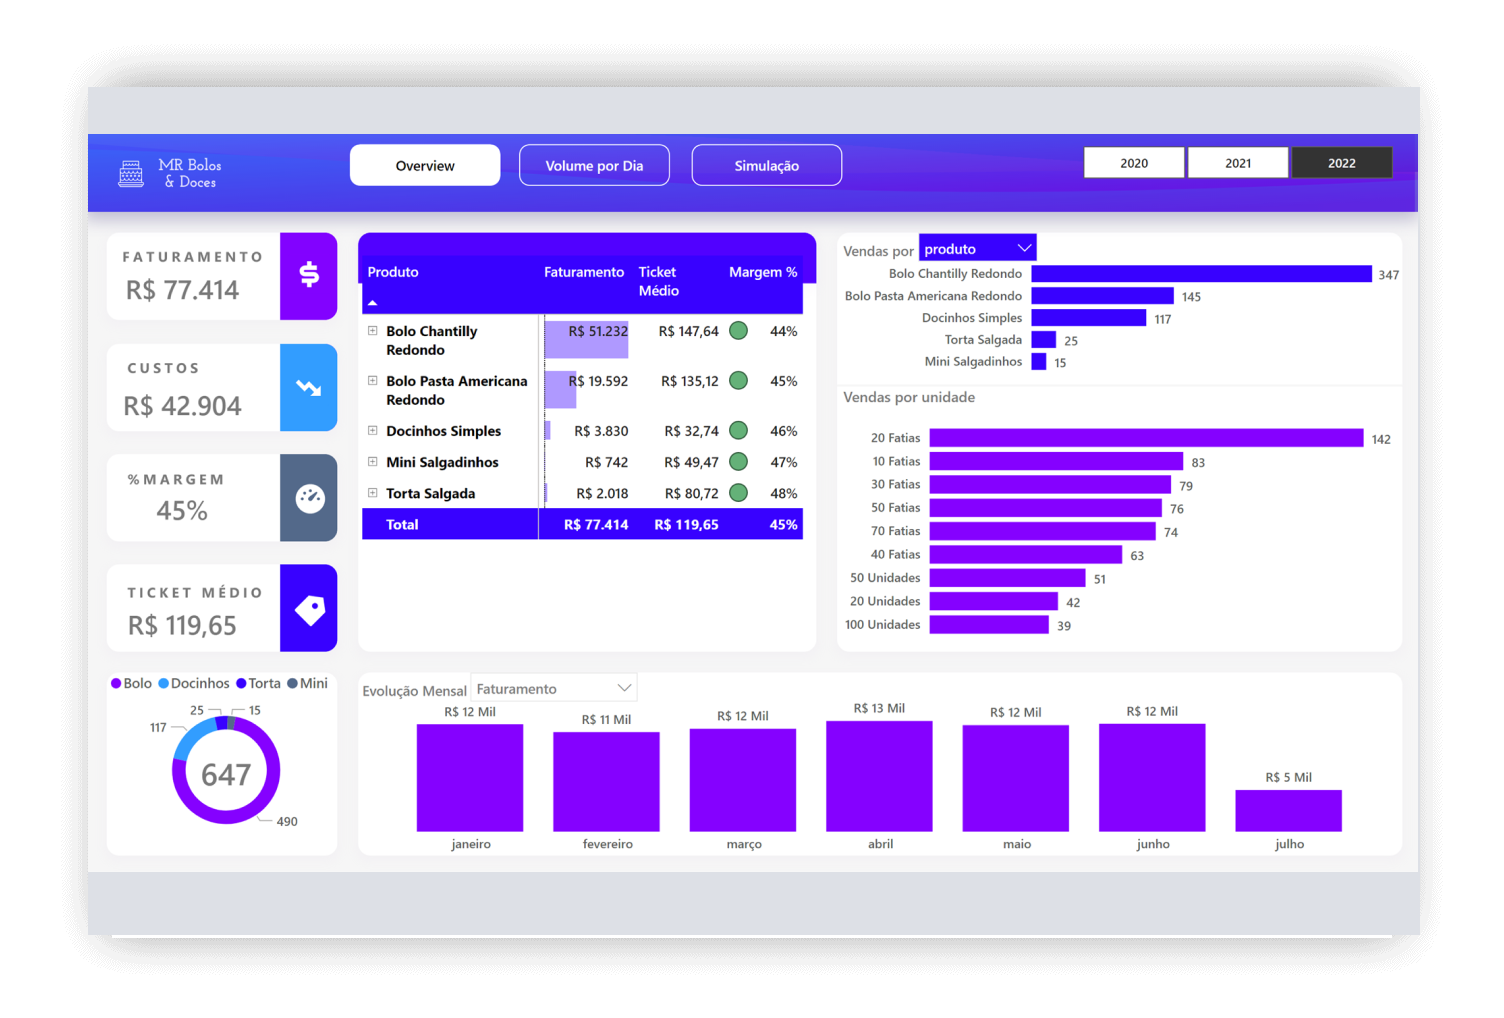 MR Bolos
& Doces
Overview
Volume por Dia
Simulação
2020
2021
2022
FATURAMENTO
R$ 77.414
CUSTOS
R$ 42.904
%MARGEM
45%
TICKET MÉDIO
R$ 119,65
Bolo Docinhos Torta Mini
25
15
117
647
490
Produto Faturamento Ticket Médio Margem %
Bolo Chantilly Redondo R$ 51.232 R$ 147,64 44%
Bolo Pasta Americana Redondo R$ 19.592 R$ 135,12 45%
Docinhos Simples R$ 3.830 R$ 32,74 46%
Mini Salgadinhos R$ 742 R$ 49,47 47%
Torta Salgada R$ 2.018 R$ 80,72 48%
Total R$ 77.414 R$ 119,65 45%
Vendas por produto
Bolo Chantilly Redondo 347
Bolo Pasta Americana Redondo 145
Docinhos Simples 117
Torta Salgada 25
Mini Salgadinhos 15
Vendas por unidade
20 Fatias 142
10 Fatias 83
30 Fatias 79
50 Fatias 76
70 Fatias 74
40 Fatias 63
50 Unidades 51
20 Unidades 42
100 Unidades 39
Evolução Mensal Faturamento
R$ 12 Mil R$ 11 Mil R$ 12 Mil R$ 13 Mil R$ 12 Mil R$ 12 Mil R$ 5 Mil
janeiro fevereiro março abril maio junho julho